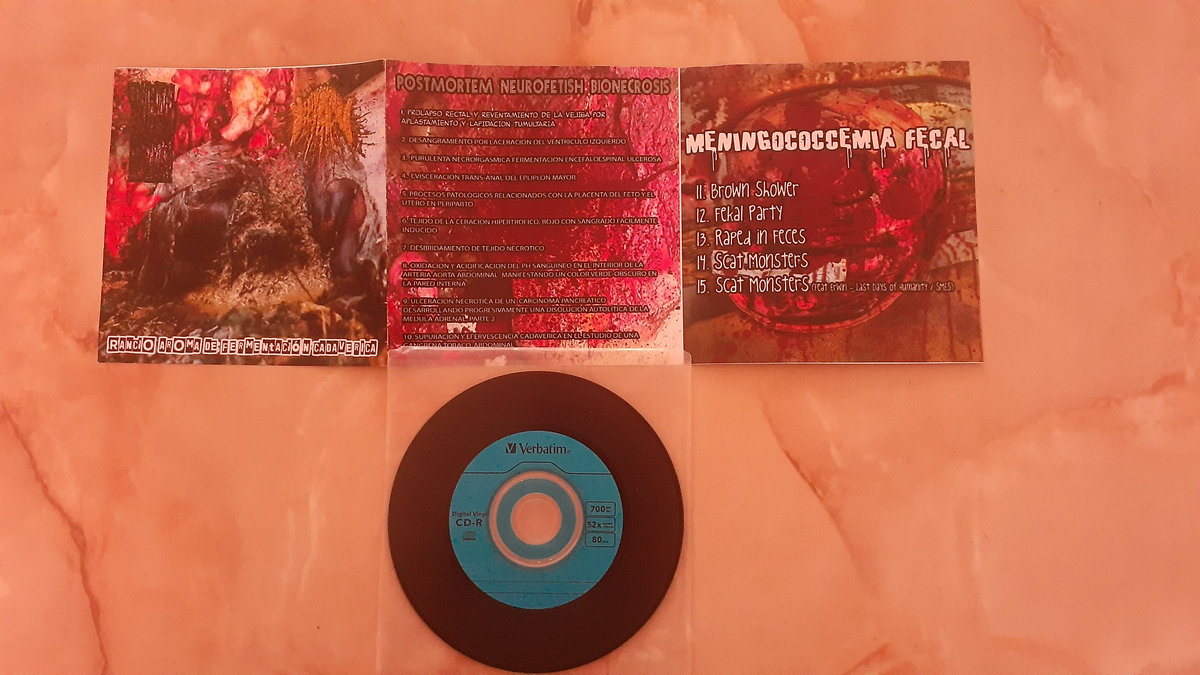 RANCIO AROMA DE FERMENTACIÓN CADAVERICA
POSTMORTEM NEUROFETISH BIONECROSIS
1. PROLAPSO RECTAL Y REVENTAMIENTO DE LA VEJIGA POR
APLASTAMIENTO Y LAPIDACION TUMULTARIA
2. DESANGRAMIENTO POR LACERACION DEL VENTRICULO IZQUIERDO
3. PURULENTA NECRORGASMICA FERMENTACION ENCEFALOESPINAL ULCEROSA
4. EVISCERACION TRANS-ANAL DEL EPLIPLON MAYOR
5. PROCESOS PATOLOGICOS RELACIONADOS CON LA PLACENTA DEL FETO Y EL
UTERO EN PERIPARTO
6. TEJIDO DE LA CERACION HIPERTROFICO, ROJO CON SANGRADO FACILMENTE
INDUCIDO
7. DESBRIDAMIENTO DE TEJIDO NECROTICO
8. OXIDACION Y ACIDIFICACION DEL PH SANGUINEO EN EL INTERIOR DE LA
ARTERIA AORTA ABDOMINAL MANIFESTANDO UN COLOR VERDE-OBSCURO EN
LA PARED INTERNA
9. ULCERACION NECROTICA DE UN CARCINOMA PANCREATICO
DESARROLLANDO PROGRESIVAMENTE UNA DISOLUCION AUTOLITICA DE LA
MEDULA ADRENAL PARTE 2
10. SUPURACION Y EFERVESCENCIA CADAVERICA EN EL ESTUDIO DE UNA
GANGRENA TORACO ABDOMINAL
MENINGOCOCCEMIA FECAL
11. Brown Shower
12. Fekal Party
13. Raped in Feces
14. Scat Monsters
15. Scat Monsters (feat Erwin - Last Days of Humanity / SMES)
Verbatim
Digital Vinyl
CD-R
700
52x
80